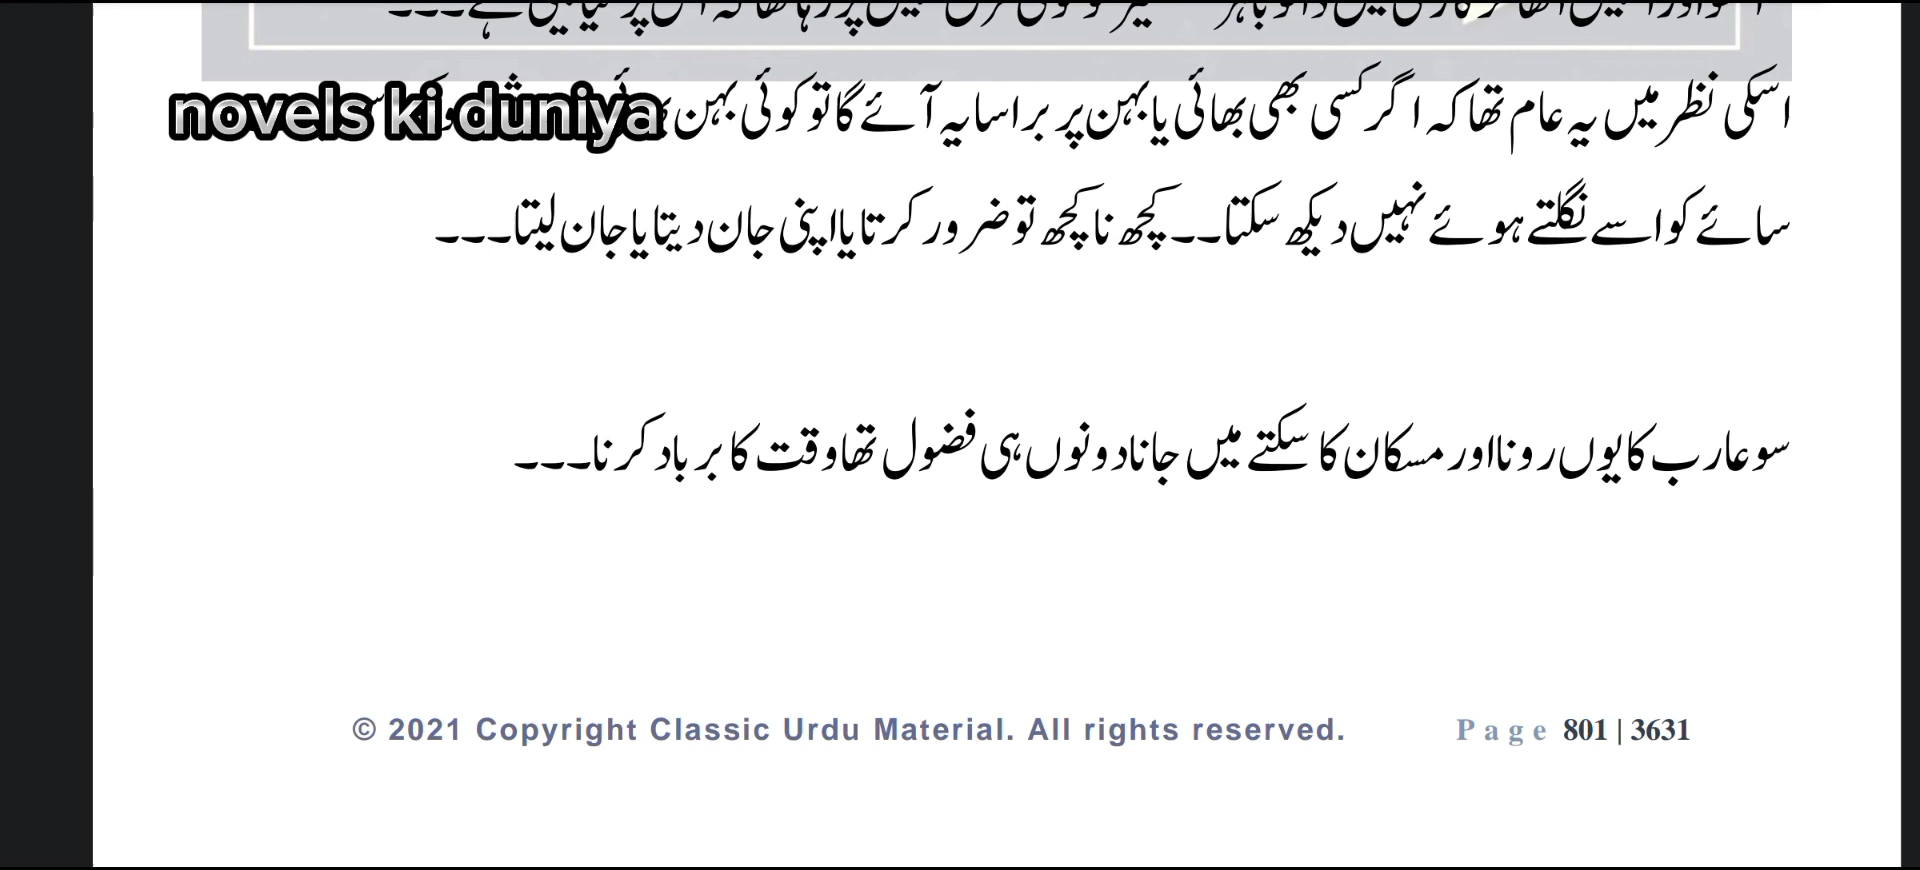 اسکی نظر میں یہ عام تھا کہ اگر کسی بھی بھائی یا بہن پر برا سایہ آئے گا تو کوئی بہن
novels ki duniya
سائے کو اسے نگلتے ہوئے نہیں دیکھ سکتا۔۔ کچھ نا کچھ تو ضرور کرتا یا اپنی جان دیتا یا جان لیتا۔۔۔
سو عارب کا یوں رونا اور مسکان کا سکتے میں جانا دونوں ہی فضول تھا وقت کا برباد کرنا۔۔۔
© 2021 Copyright Classic Urdu Material. All rights reserved. Page 801 | 3631